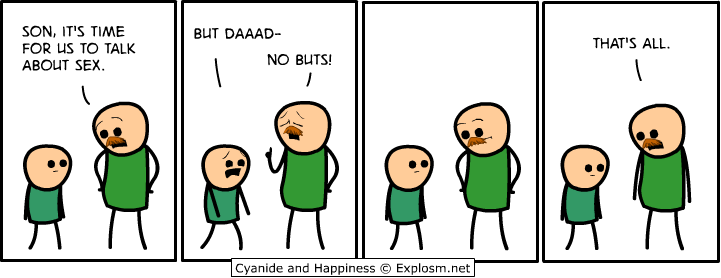 SON, IT'S TIME
FOR US TO TALK
ABOUT SEX.
BUT DAAAD-
NO BUTS!
THAT'S ALL.
Cyanide and Happiness © Explosm.net